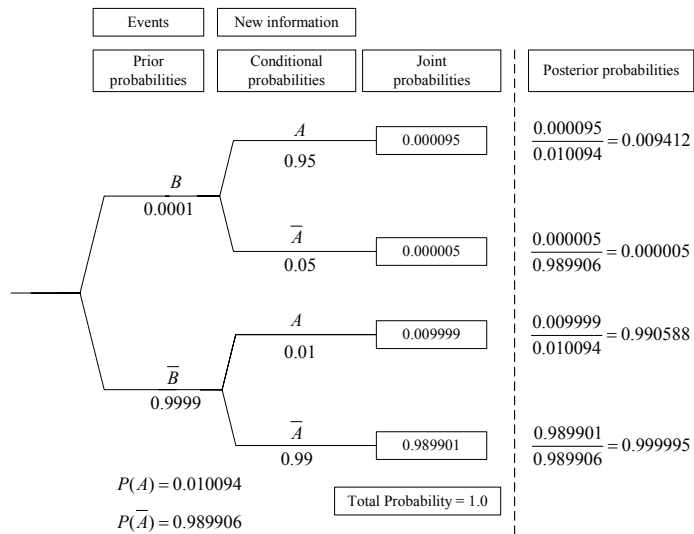 Events New information
Prior probabilities Conditional probabilities Joint probabilities Posterior probabilities
A
0.95
0.000095
0.000095 / 0.010094 = 0.009412
B
0.0001
A̅
0.05
0.000005
0.000005 / 0.989906 = 0.000005
A
0.01
0.009999
0.009999 / 0.010094 = 0.990588
B̅
0.9999
A̅
0.99
0.989901
0.989901 / 0.989906 = 0.999995
P(A) = 0.010094
Total Probability = 1.0
P(A̅) = 0.989906